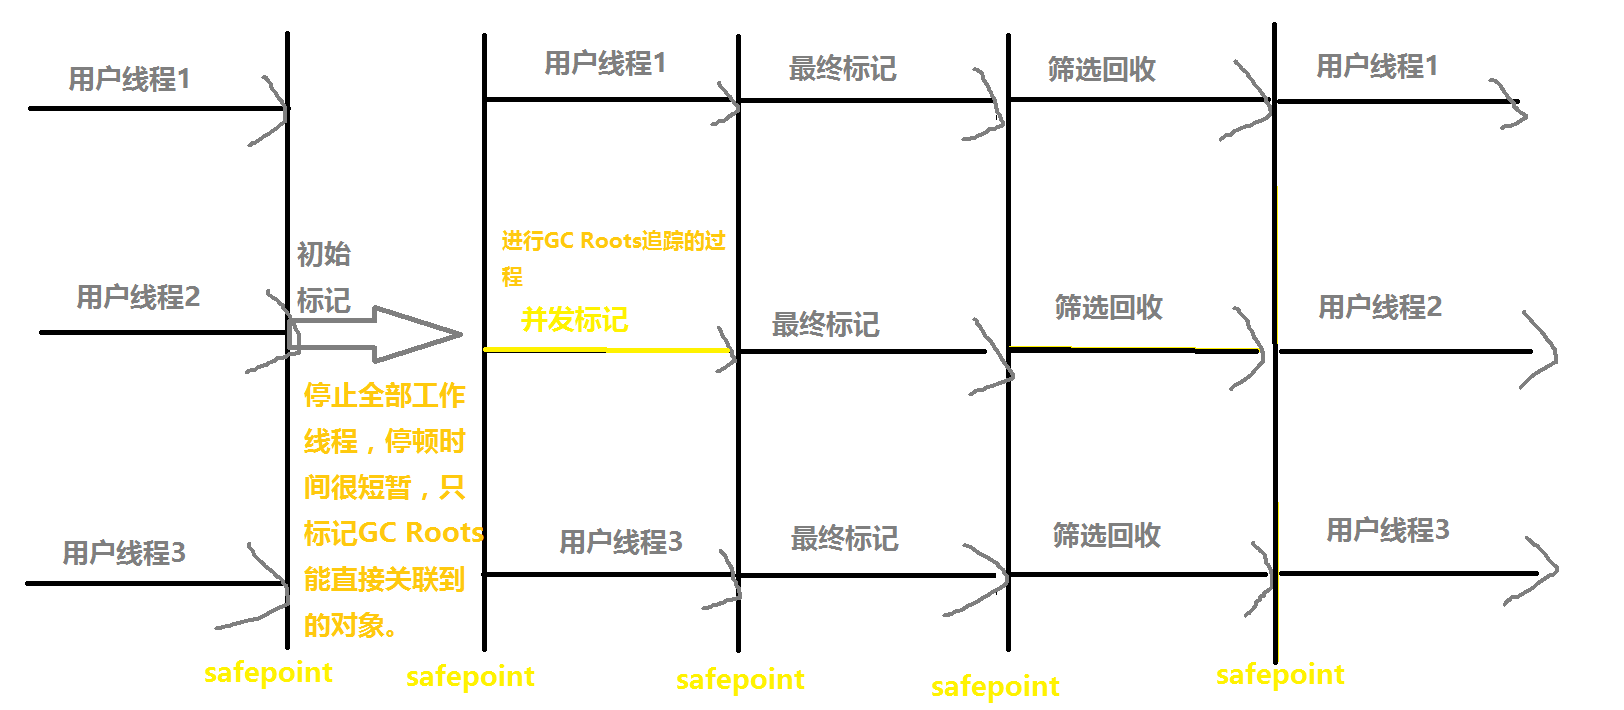 用户线程1
用户线程1
最终标记
筛选回收
用户线程1
初始
标记
用户线程2
进行GC Roots追踪的过
程
并发标记
最终标记
筛选回收
用户线程2
停止全部工作
线程，停顿时
间很短暂，只
标记GC Roots
能直接关联到
的对象。
用户线程3
用户线程3
最终标记
筛选回收
用户线程3
safepoint
safepoint
safepoint
safepoint
safepoint